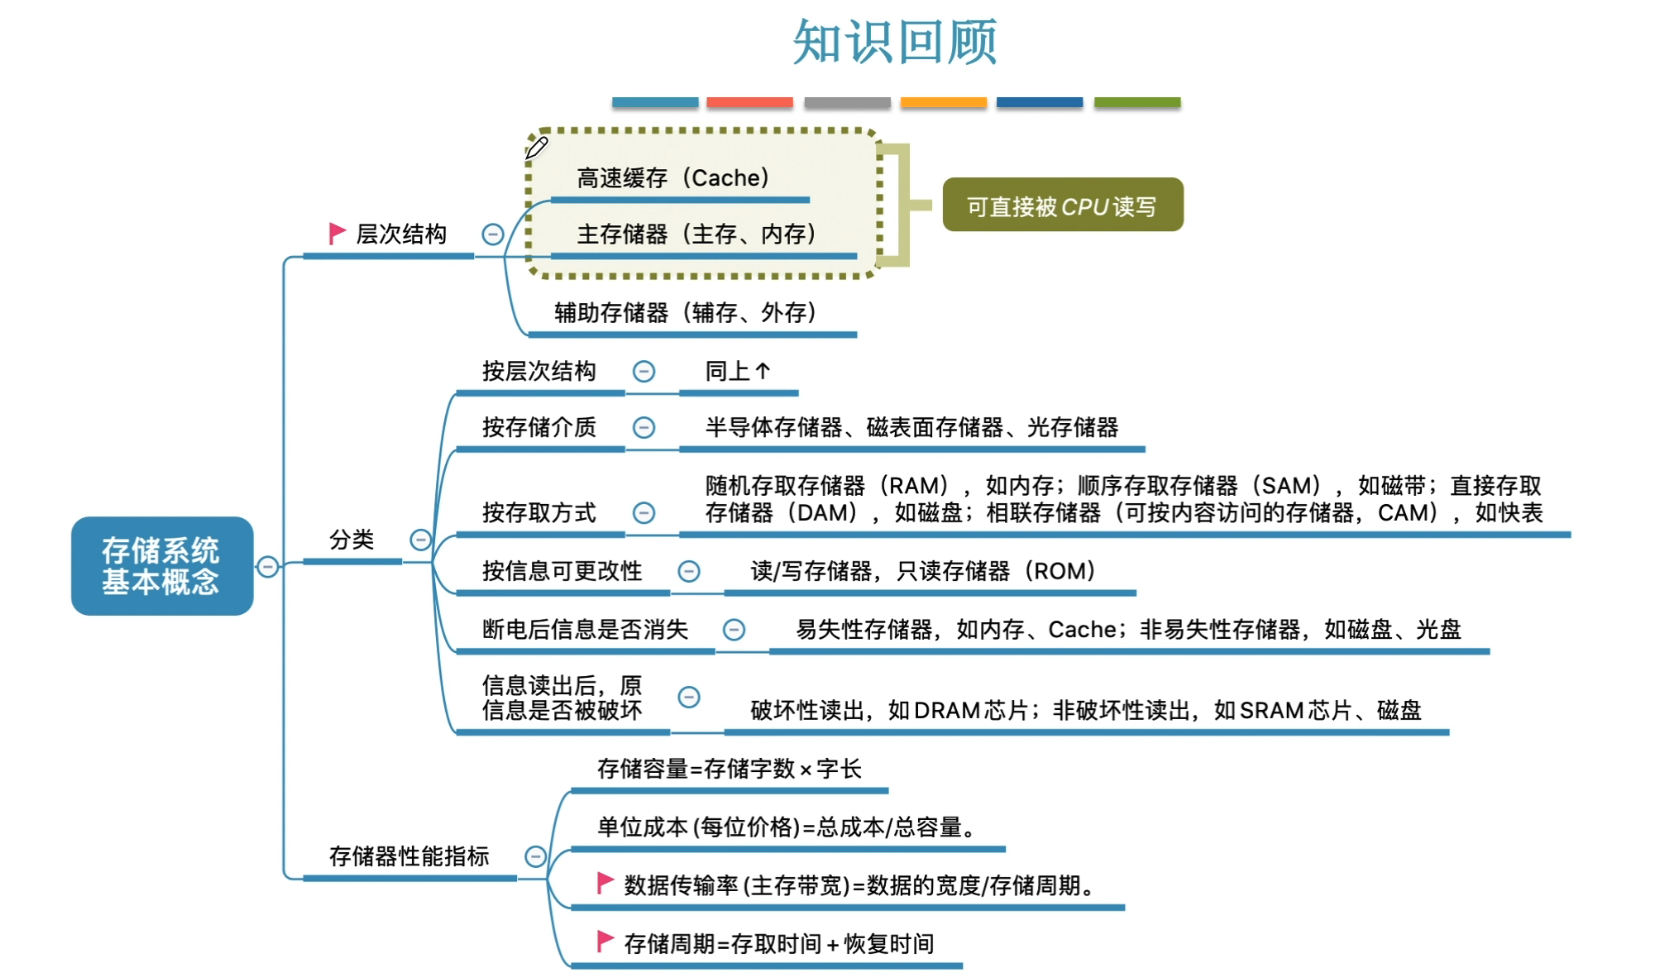 知识回顾
高速缓存（Cache）
主存储器（主存、内存）
可直接被CPU读写
层次结构
辅助存储器（辅存、外存）
按层次结构
同上↑
按存储介质
半导体存储器、磁表面存储器、光存储器
按存取方式
随机存取存储器（RAM），如内存；顺序存取存储器（SAM），如磁带；直接存取
存储器（DAM），如磁盘；相联存储器（可按内容访问的存储器，CAM），如快表
分类
存储系统
基本概念
按信息可更改性
读/写存储器，只读存储器（ROM）
断电后信息是否消失
易失性存储器，如内存、Cache；非易失性存储器，如磁盘、光盘
信息读出后，原
信息是否被破坏
破坏性读出，如DRAM芯片；非破坏性读出，如SRAM芯片、磁盘
存储容量=存储字数×字长
单位成本(每位价格)=总成本/总容量。
存储器性能指标
数据传输率(主存带宽)=数据的宽度/存储周期。
存储周期=存取时间+恢复时间